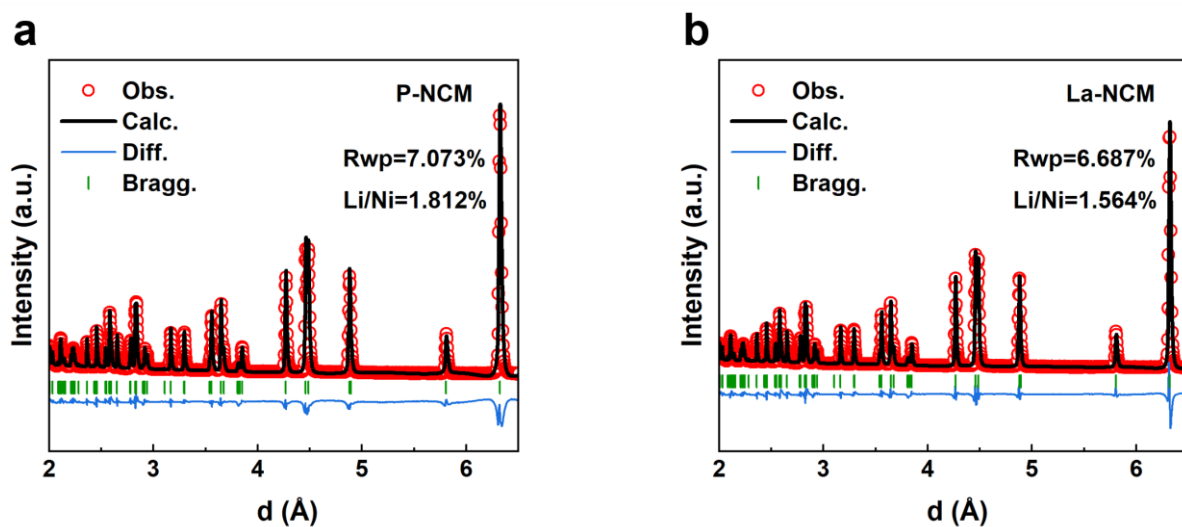 a
Obs.
Calc.
Diff.
Bragg.
P-NCM
Rwp=7.073%
Li/Ni=1.812%
Intensity (a.u.)
2 3 4 5 6
d (Å)
b
Obs.
Calc.
Diff.
Bragg.
La-NCM
Rwp=6.687%
Li/Ni=1.564%
Intensity (a.u.)
2 3 4 5 6
d (Å)